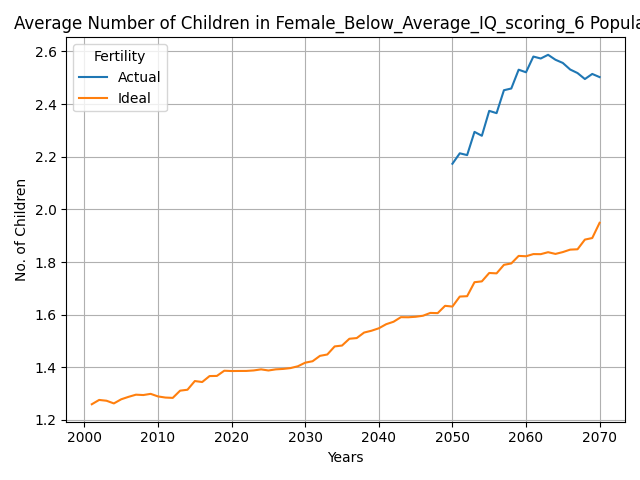 Average Number of Children in Female_Below_Average_IQ_scoring_6 Popula
Fertility
Actual
Ideal
No. of Children
2.6
2.4
2.2
2.0
1.8
1.6
1.4
1.2
2000 2010 2020 2030 2040 2050 2060 2070
Years